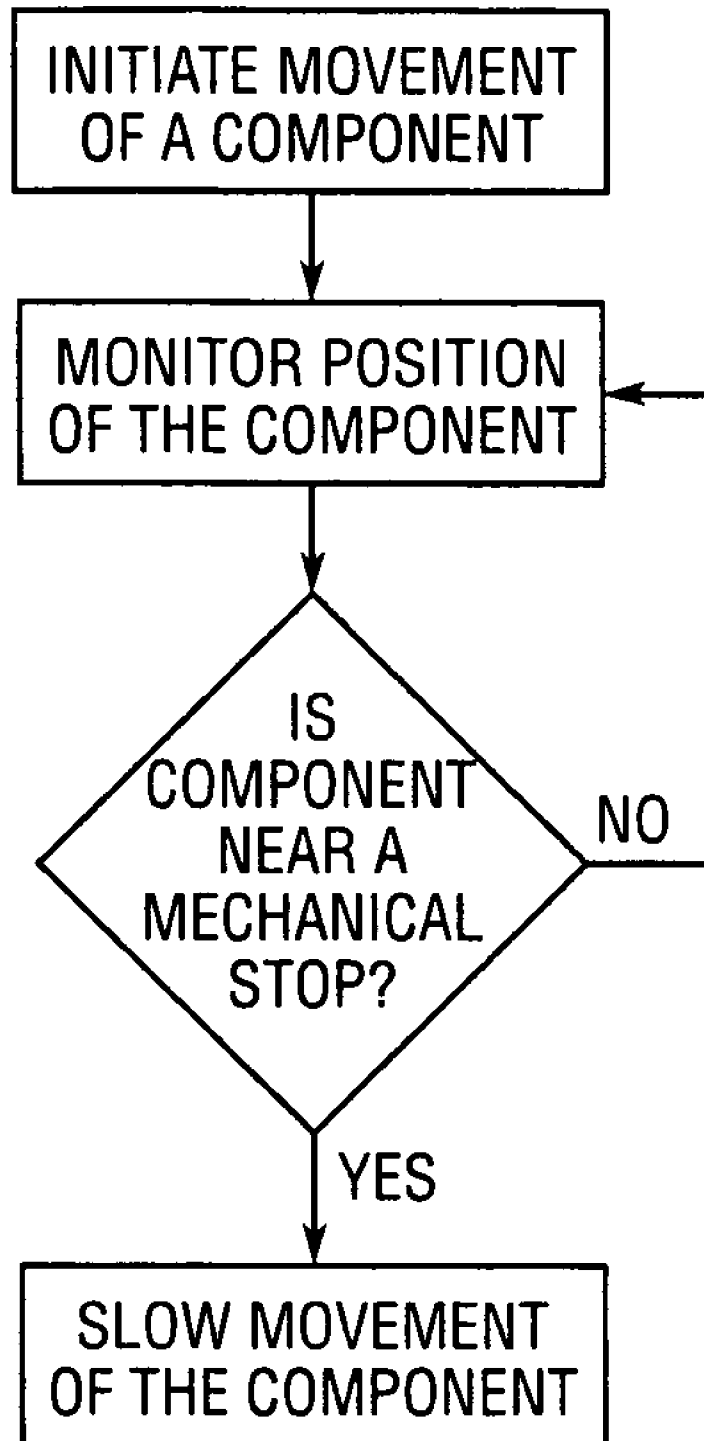 INITIATE MOVEMENT
OF A COMPONENT
MONITOR POSITION
OF THE COMPONENT
IS
COMPONENT
NEAR A
MECHANICAL
STOP?
NO
YES
SLOW MOVEMENT
OF THE COMPONENT